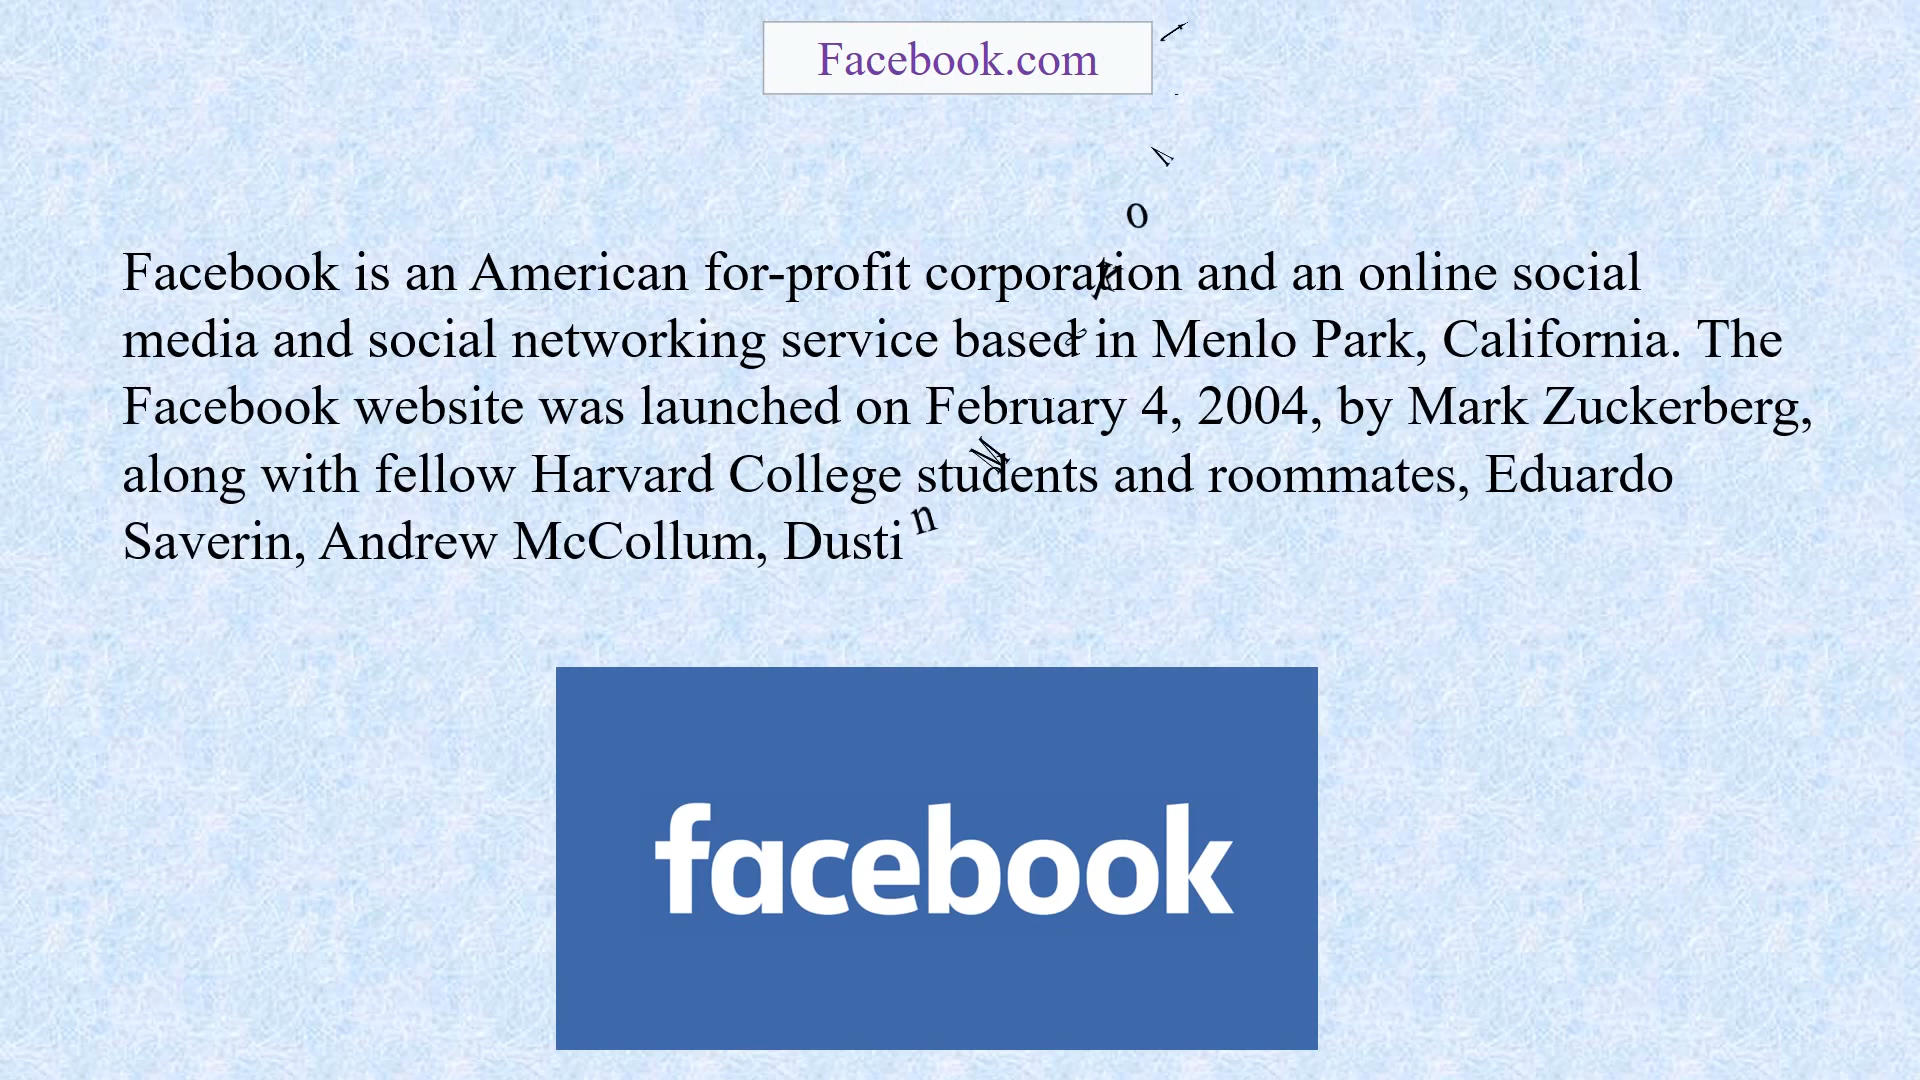 Facebook.com
Facebook is an American for-profit corporation and an online social
media and social networking service based in Menlo Park, California. The
Facebook website was launched on February 4, 2004, by Mark Zuckerberg,
along with fellow Harvard College students and roommates, Eduardo
Saverin, Andrew McCollum, Dustin
facebook